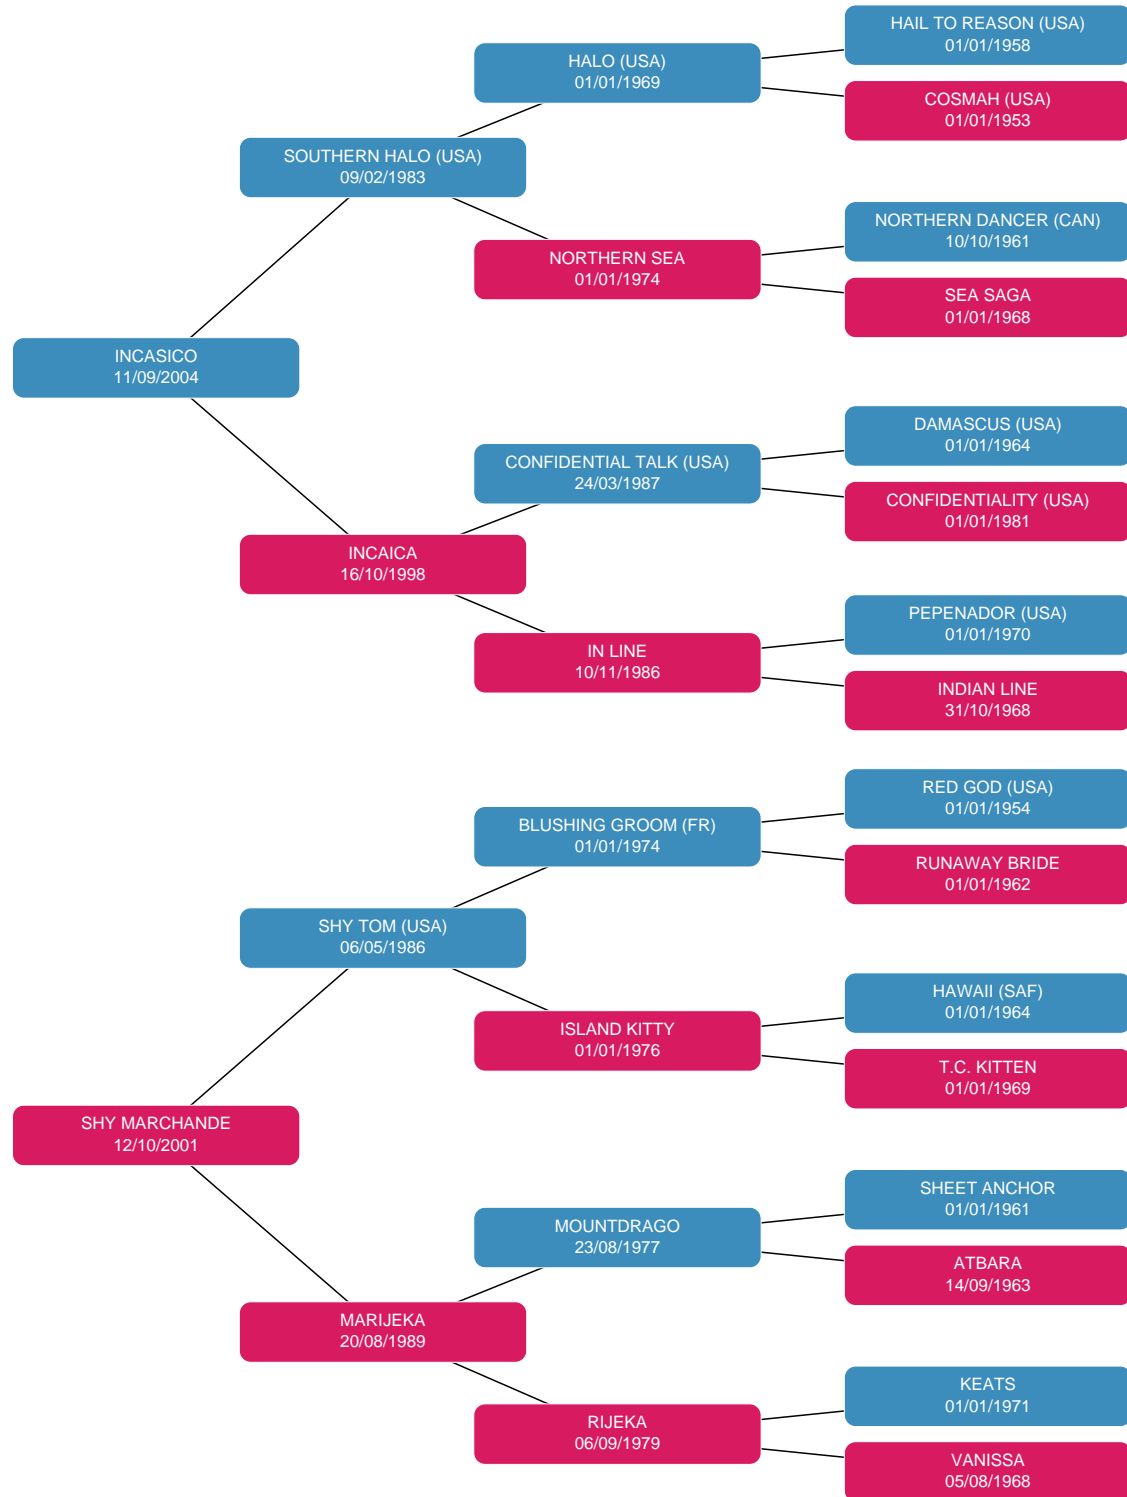 HAIL TO REASON (USA)
01/01/1958
HALO (USA)
01/01/1969
COSMAH (USA)
01/01/1953
SOUTHERN HALO (USA)
09/02/1983
NORTHERN DANCER (CAN)
10/10/1961
NORTHERN SEA
01/01/1974
SEA SAGA
01/01/1968
INCASICO
11/09/2004
DAMASCUS (USA)
01/01/1964
CONFIDENTIAL TALK (USA)
24/03/1987
CONFIDENTIALITY (USA)
01/01/1981
INCAICA
16/10/1998
PEPENADOR (USA)
01/01/1970
IN LINE
10/11/1986
INDIAN LINE
31/10/1968
RED GOD (USA)
01/01/1954
BLUSHING GROOM (FR)
01/01/1974
RUNAWAY BRIDE
01/01/1962
SHY TOM (USA)
06/05/1986
HAWAII (SAF)
01/01/1964
ISLAND KITTY
01/01/1976
T.C. KITTEN
01/01/1969
SHY MARCHANDE
12/10/2001
SHEET ANCHOR
01/01/1961
MOUNTDRAGO
23/08/1977
ATBARA
14/09/1963
MARIJEKA
20/08/1989
KEATS
01/01/1971
RIJEKA
06/09/1979
VANISSA
05/08/1968